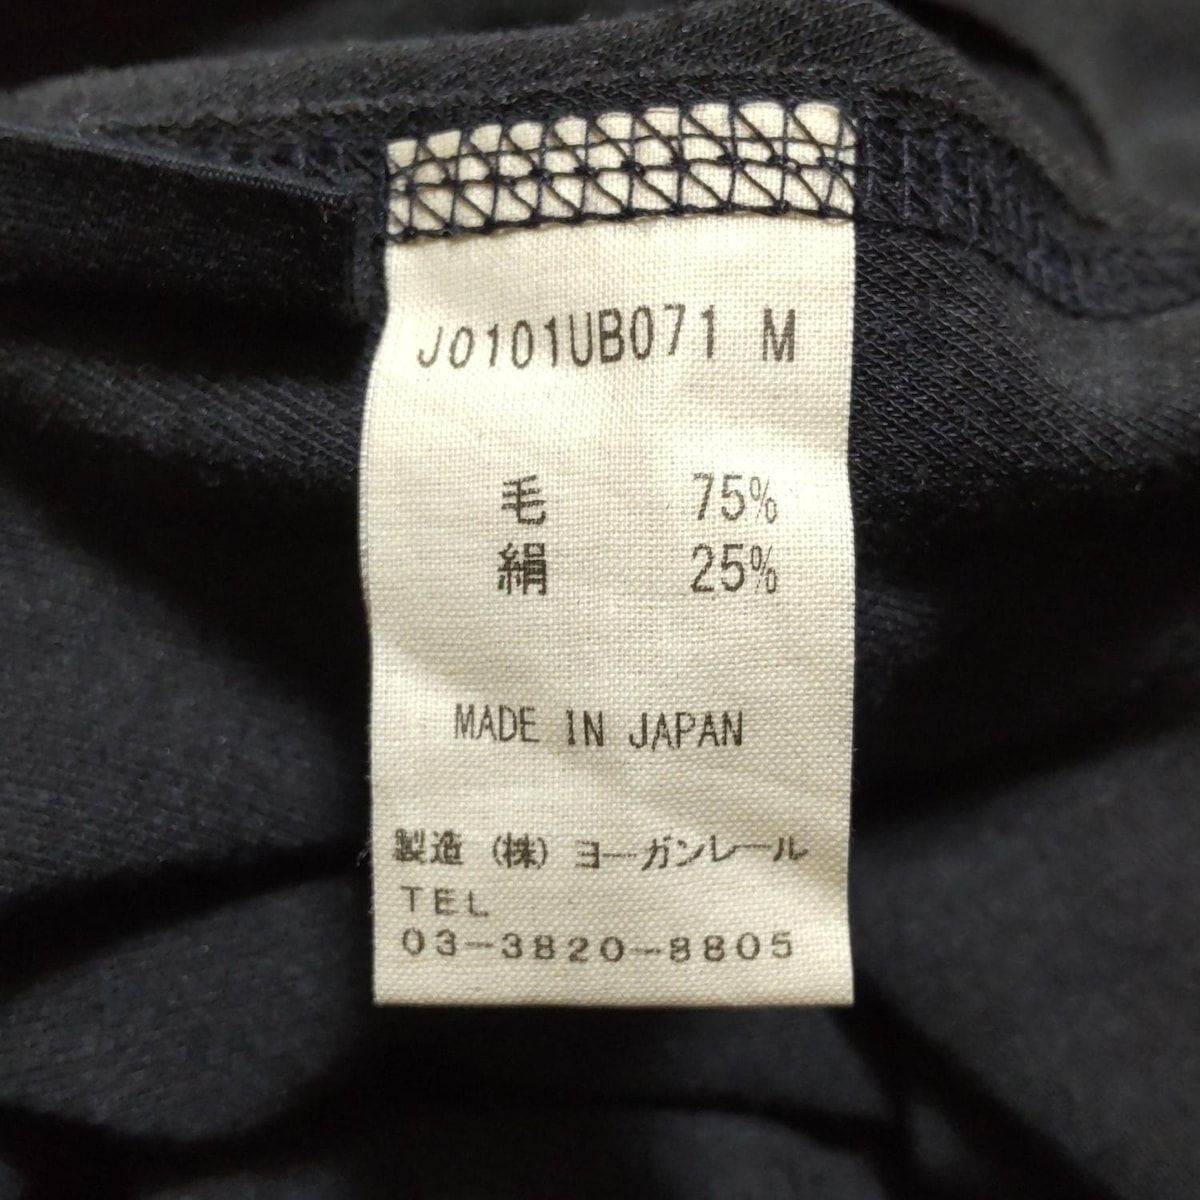 J0101UB071 M
毛 75%
絹 25%
MADE IN JAPAN
製造 (株) ヨーガンレール
TEL
03-3820-8805